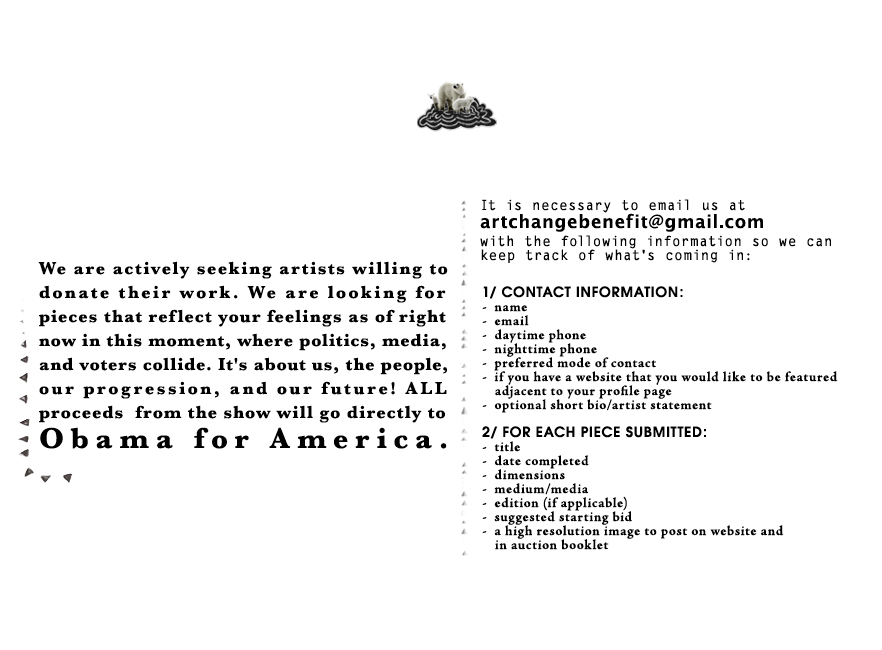 We are actively seeking artists willing to
donate their work. We are looking for
pieces that reflect your feelings as of right
now in this moment, where politics, media,
and voters collide. It's about us, the people,
our progression, and our future! ALL
proceeds from the show will go directly to
Obama for America.
It is necessary to email us at
artchangebenefit@gmail.com
with the following information so we can
keep track of what's coming in:
1/ CONTACT INFORMATION:
- name
- email
- daytime phone
- nighttime phone
- preferred mode of contact
- if you have a website that you would like to be featured
adjacent to your profile page
- optional short bio/artist statement
2/ FOR EACH PIECE SUBMITTED:
- title
- date completed
- dimensions
- medium/media
- edition (if applicable)
- suggested starting bid
- a high resolution image to post on website and
in auction booklet